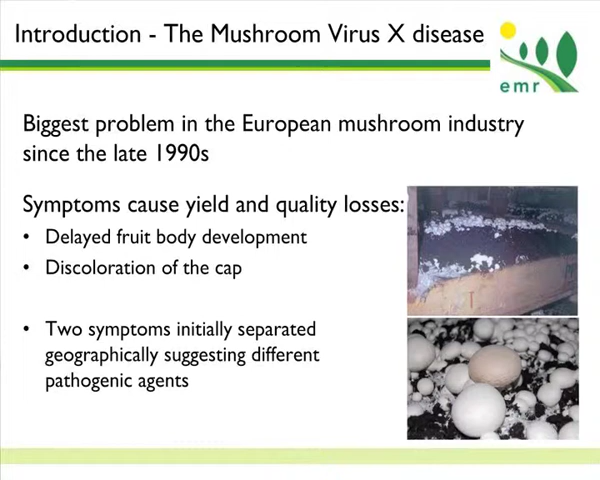 Introduction - The Mushroom Virus X disease
emr
Biggest problem in the European mushroom industry
since the late 1990s
Symptoms cause yield and quality losses:
• Delayed fruit body development
• Discoloration of the cap
• Two symptoms initially separated
geographically suggesting different
pathogenic agents